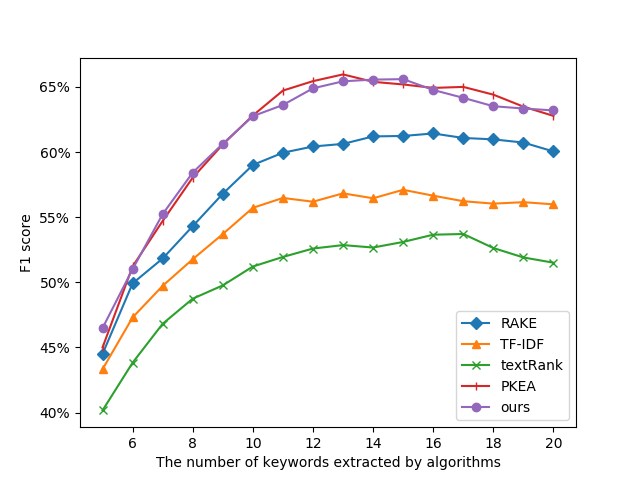 F1 score
65%
60%
55%
50%
45%
40%
6 8 10 12 14 16 18 20
The number of keywords extracted by algorithms
RAKE
TF-IDF
textRank
PKEA
ours